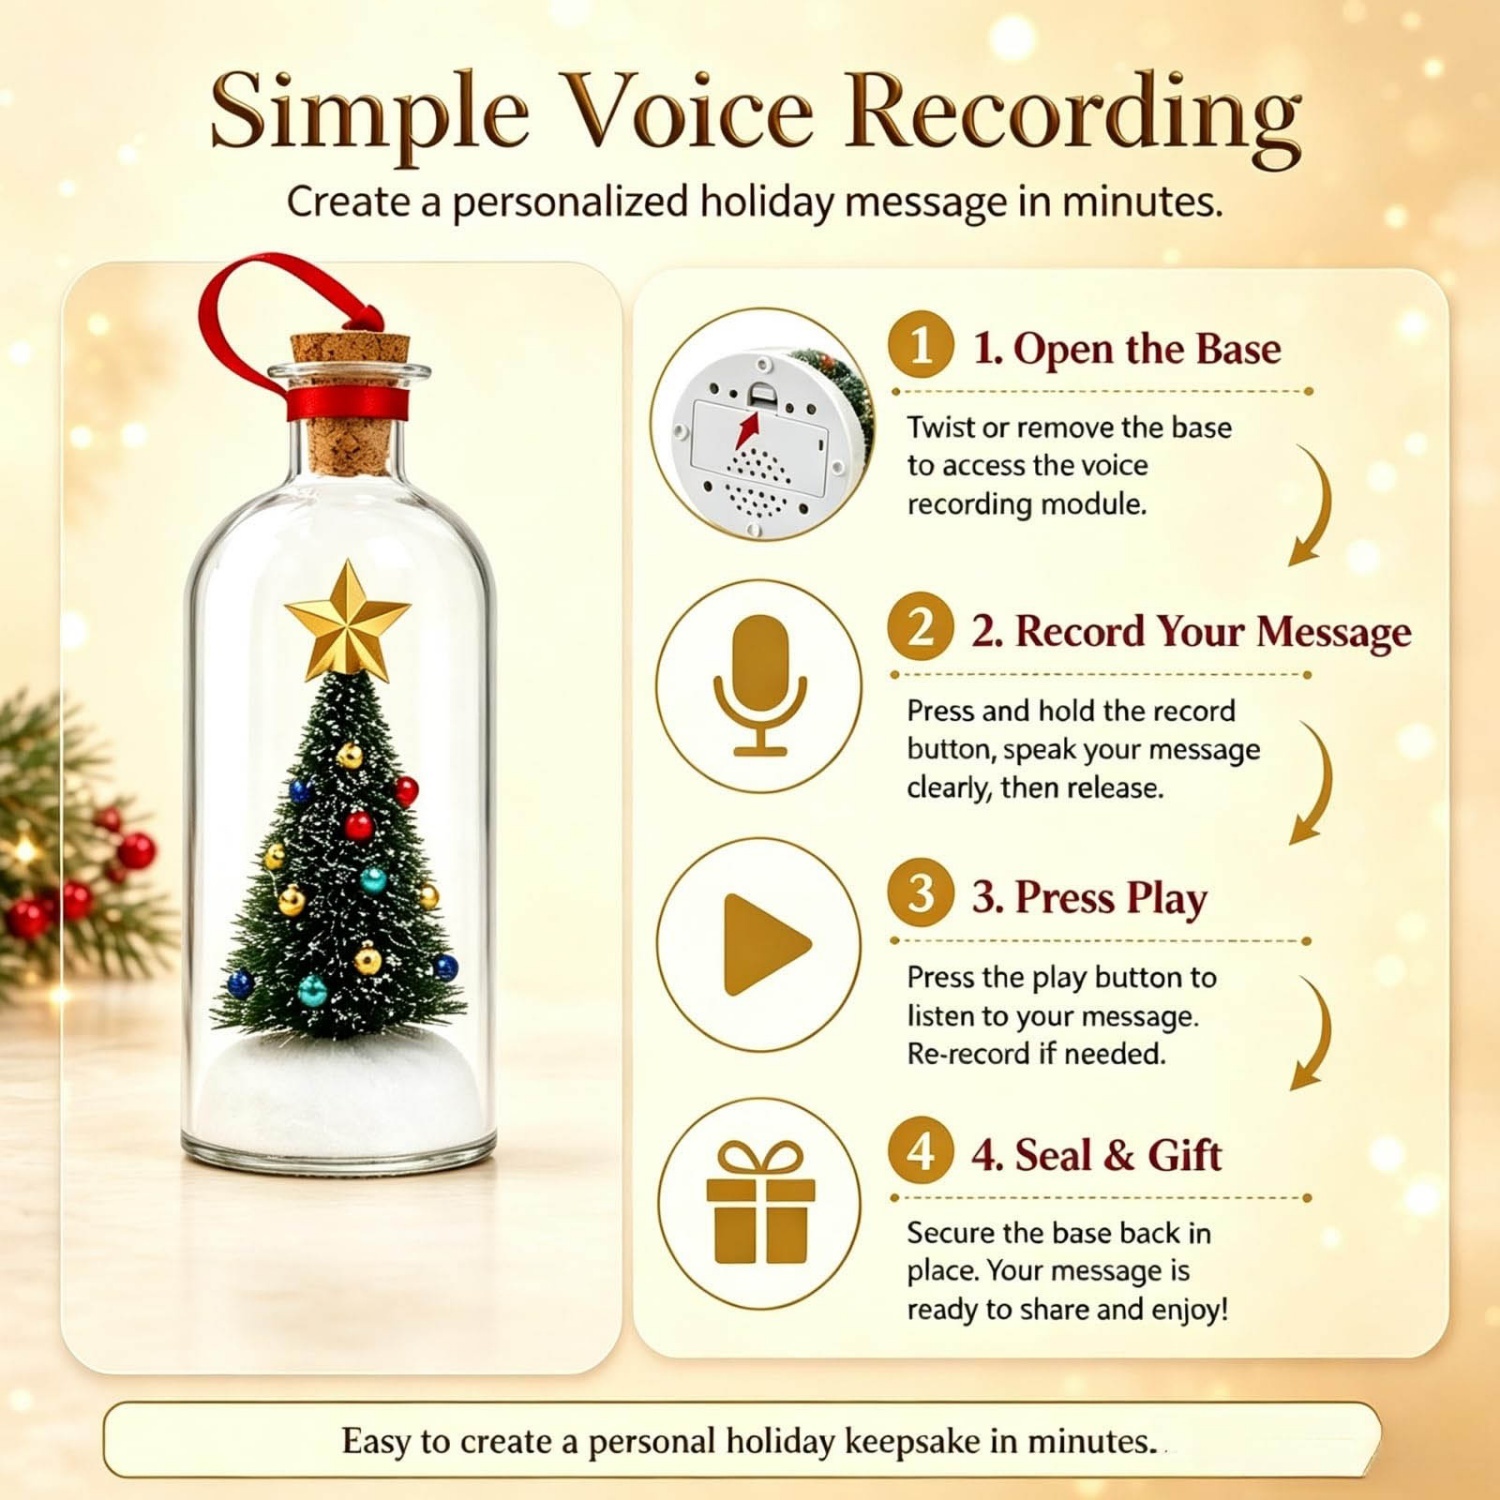 Simple Voice Recording
Create a personalized holiday message in minutes.
1 1. Open the Base
Twist or remove the base
to access the voice
recording module.
2 2. Record Your Message
Press and hold the record
button, speak your message
clearly, then release.
3 3. Press Play
Press the play button to
listen to your message.
Re-record if needed.
4 4. Seal & Gift
Secure the base back in
place. Your message is
ready to share and enjoy!
Easy to create a personal holiday keepsake in minutes..